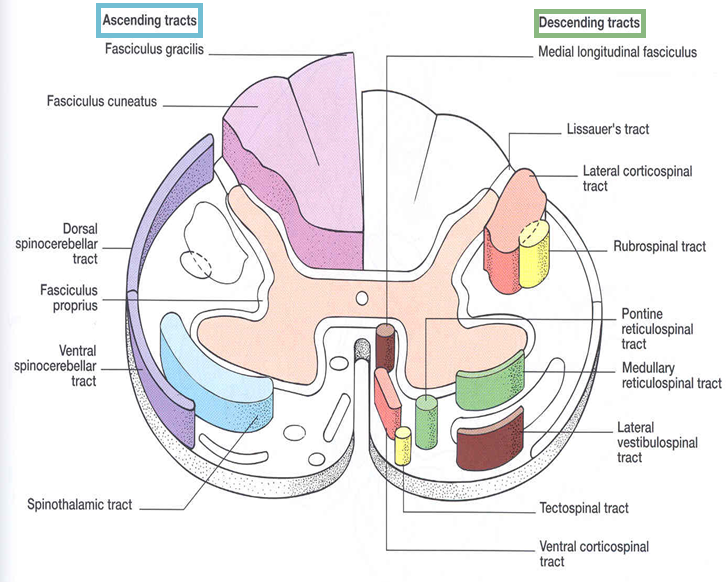 Ascending tracts
Fasciculus gracilis
Fasciculus cuneatus
Dorsal
spinocerebellar
tract
Fasciculus
proprius
Ventral
spinocerebellar
tract
Spinothalamic tract
Descending tracts
Medial longitudinal fasciculus
Lissauer's tract
Lateral corticospinal
tract
Rubrospinal tract
Pontine
reticulospinal
tract
Medullary
reticulospinal tract
Lateral
vestibulospinal
tract
Tectospinal tract
Ventral corticospinal
tract